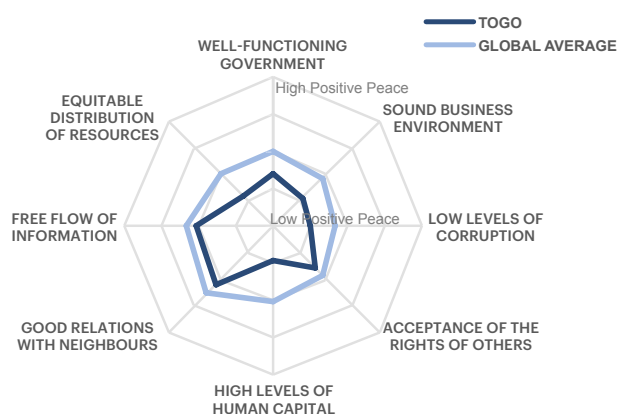 TOGO
GLOBAL AVERAGE
WELL-FUNCTIONING
GOVERNMENT
High Positive Peace
EQUITABLE
DISTRIBUTION
OF RESOURCES
SOUND BUSINESS
ENVIRONMENT
FREE FLOW OF
INFORMATION
Low Positive Peace
LOW LEVELS OF
CORRUPTION
GOOD RELATIONS
WITH NEIGHBOURS
ACCEPTANCE OF THE
RIGHTS OF OTHERS
HIGH LEVELS OF
HUMAN CAPITAL